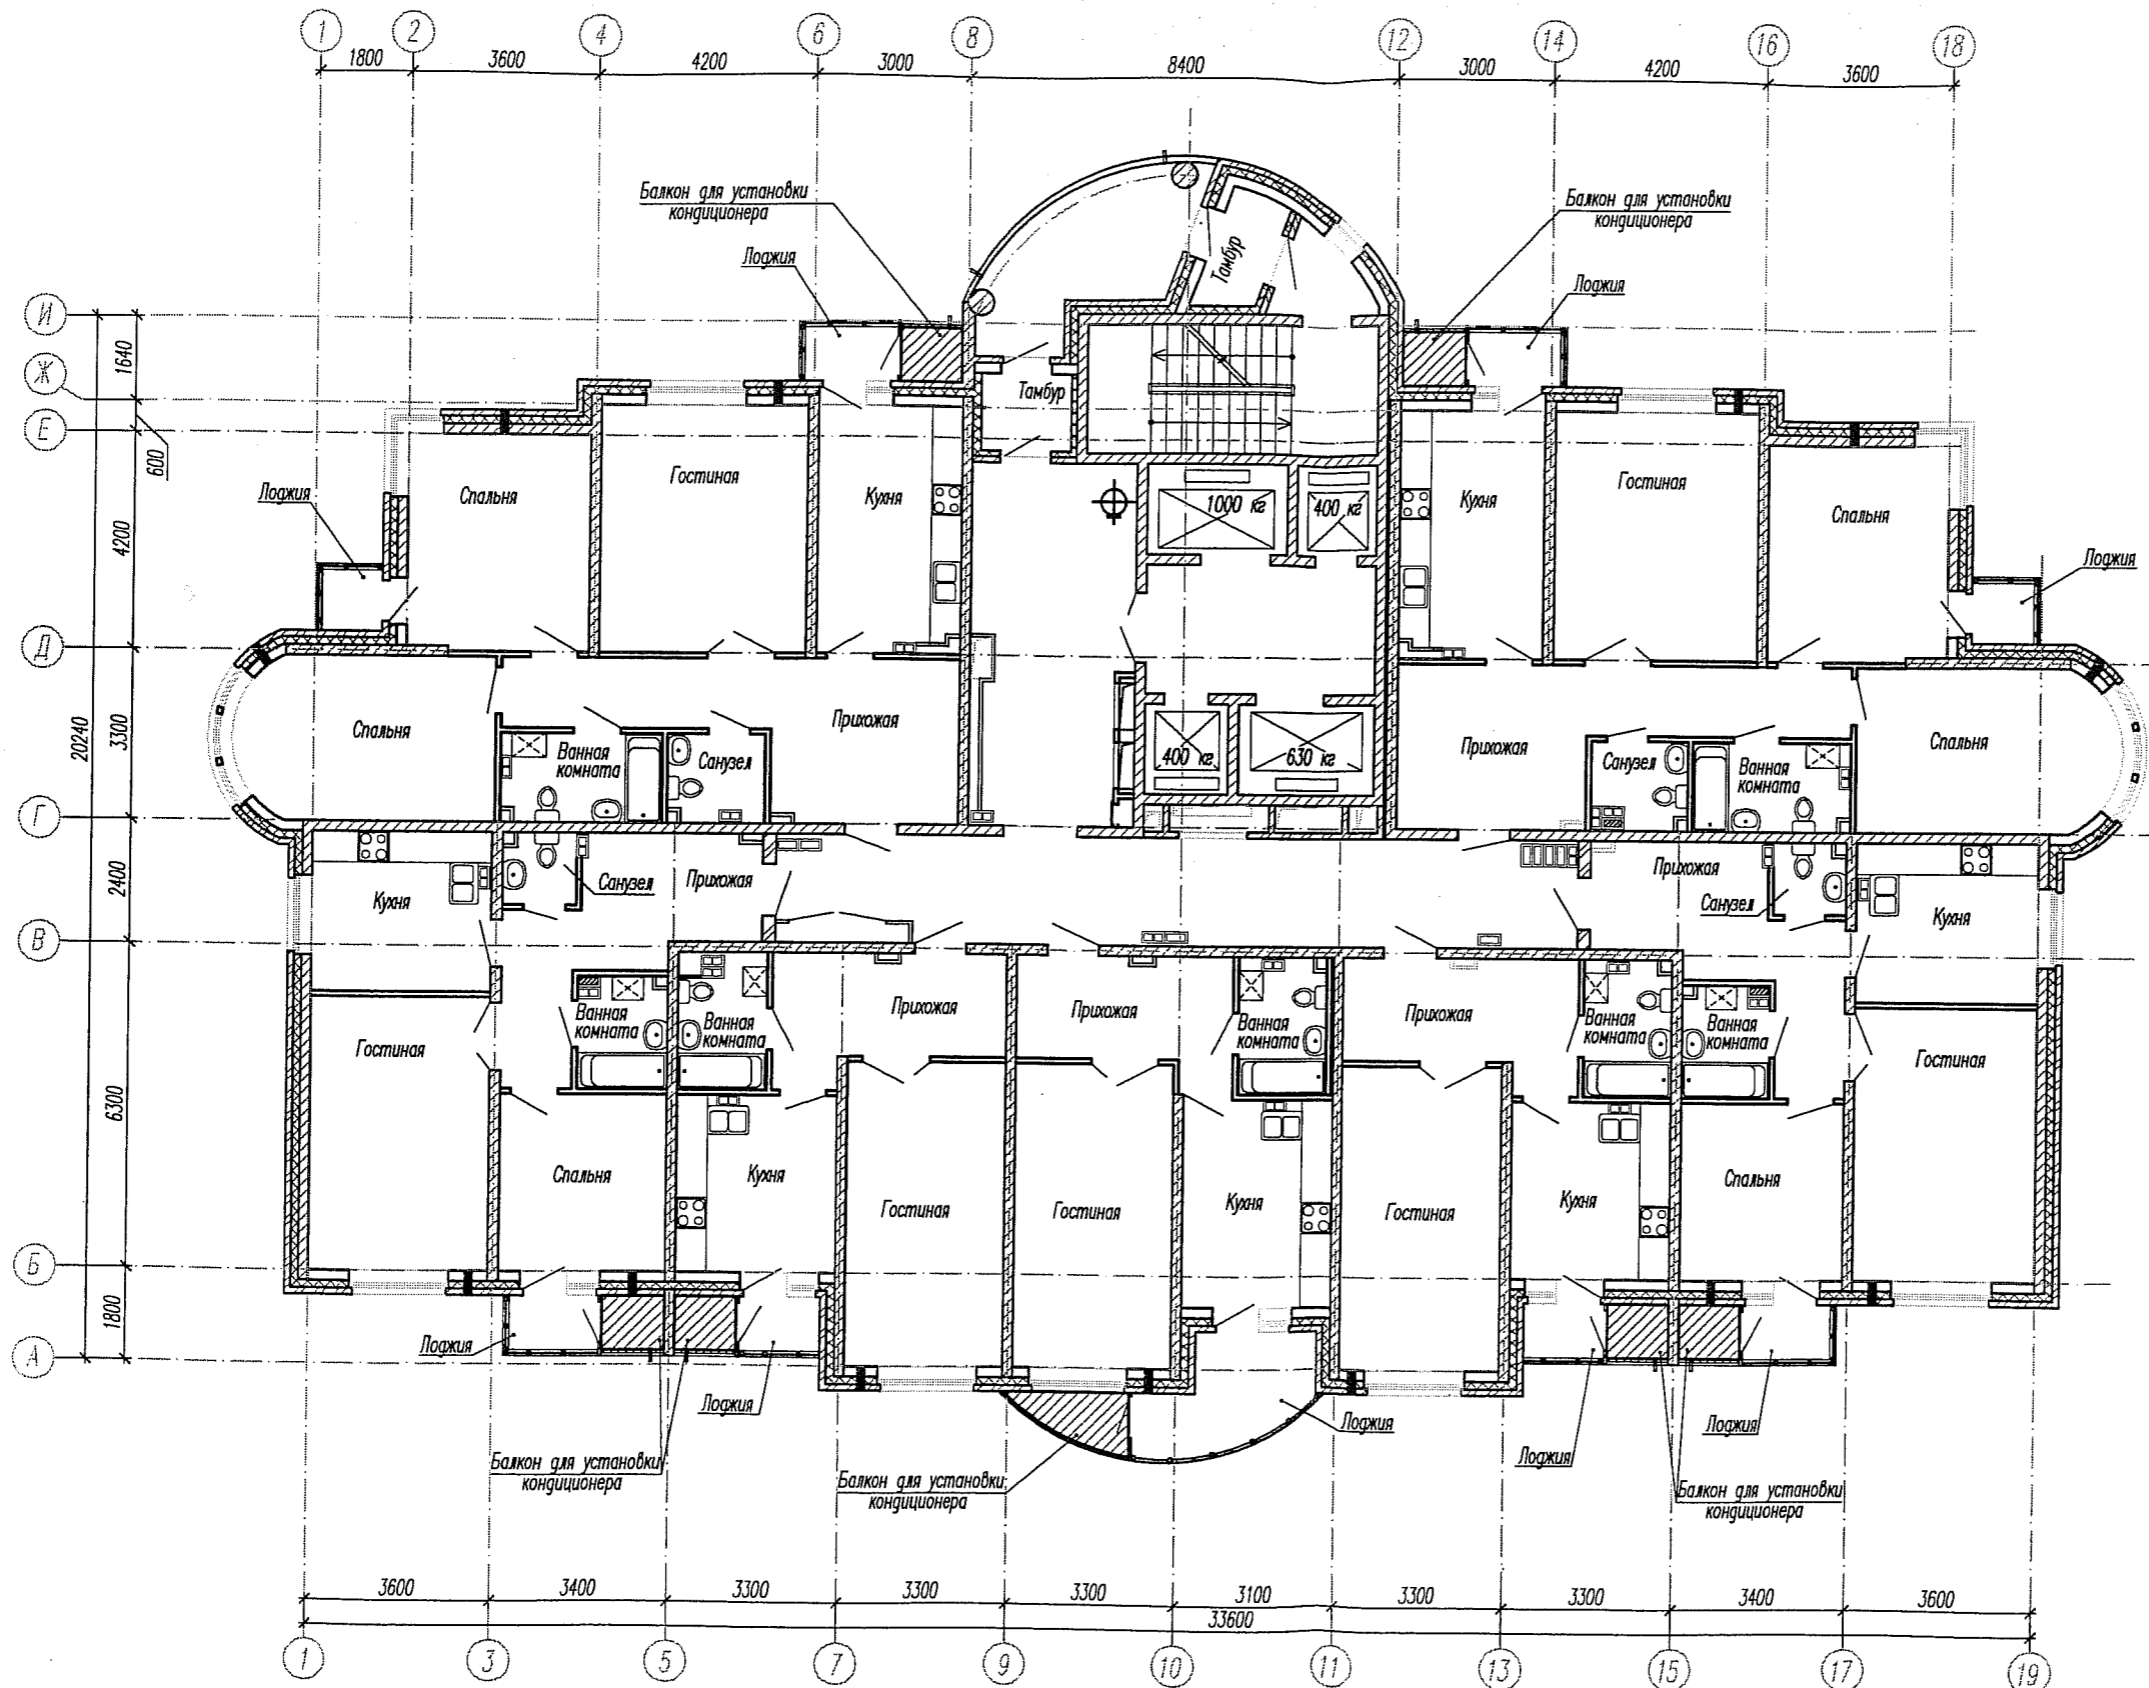 1 2 4 6 8 12 14 16 18
1800 3600 4200 3000 8400 3000 4200 3600
Балкон для установки
кондиционера
Балкон для установки
кондиционера
Лоджия
Тамбур
Лоджия
И
Ж
Е
Д
Г
В
Б
А
1640
600
4200
3300
2400
6300
1800
20240
Тамбур
Лоджия
Спальня
Гостиная
Кухня
1000 кг
400 кг
Кухня
Гостиная
Спальня
Лоджия
Спальня
Ванная
комната
Санузел
Прихожая
400 кг
630 кг
Прихожая
Санузел
Ванная
комната
Спальня
Кухня
Санузел
Прихожая
Прихожая
Санузел
Кухня
Гостиная
Ванная
комната
Ванная
комната
Прихожая
Прихожая
Ванная
комната
Прихожая
Ванная
комната
Ванная
комната
Гостиная
Спальня
Кухня
Гостиная
Гостиная
Кухня
Гостиная
Кухня
Спальня
Лоджия
Лоджия
Балкон для установки
кондиционера
Балкон для установки
кондиционера
Лоджия
Лоджия
Лоджия
Балкон для установки
кондиционера
3600 3400 3300 3300 3300 3100 3300 3300 3400 3600
33600
1 3 5 7 9 10 11 13 15 17 19